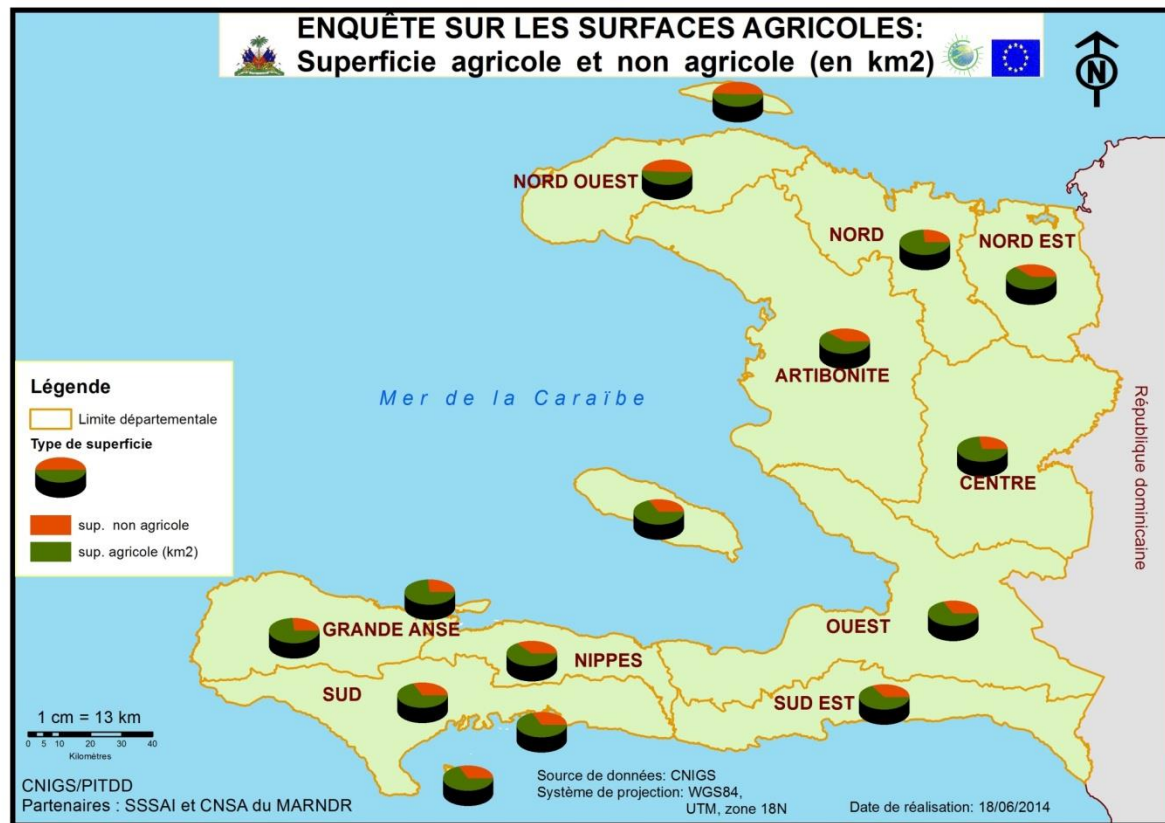 ENQUÊTE SUR LES SURFACES AGRICOLES:
Superficie agricole et non agricole (en km2)
N
NORD OUEST
NORD
NORD EST
ARTIBONITE
Mer de la Caraïbe
République dominicaine
CENTRE
Légende
Limite départementale
Type de superficie
sup. non agricole
sup. agricole (km2)
GRANDE ANSE
NIPPES
OUEST
SUD
SUD EST
1 cm = 13 km
0 5 10 20 30 40
Kilomètres
CNIGS/PITDD
Partenaires : SSSAI et CNSA du MARNDR
Source de données: CNIGS
Système de projection: WGS84,
UTM, zone 18N
Date de réalisation: 18/06/2014